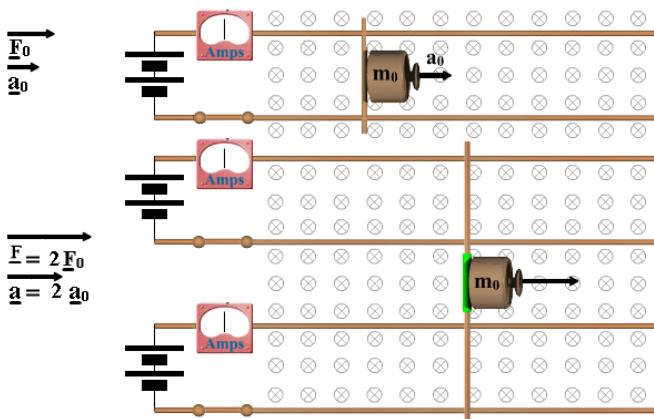 F₀
a₀
Amps
m₀
a₀
Amps
F = 2 F₀
a = 2 a₀
m₀
Amps